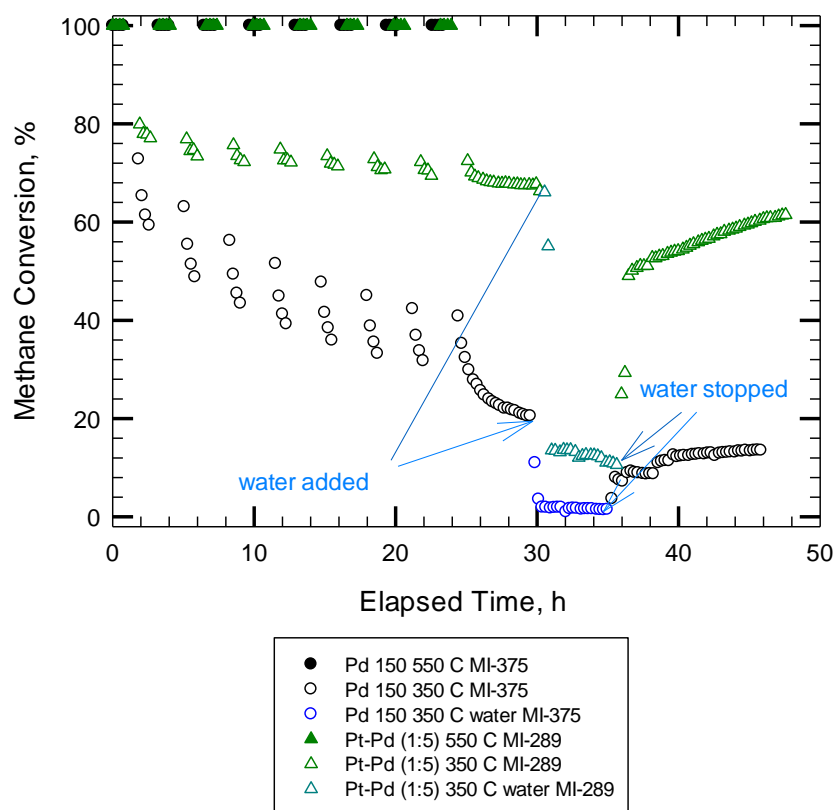 100
80
60
40
20
0
Methane Conversion, %
water added
water stopped
0 10 20 30 40 50
Elapsed Time, h
Pd 150 550 C MI-375
Pd 150 350 C MI-375
Pd 150 350 C water MI-375
Pt-Pd (1:5) 550 C MI-289
Pt-Pd (1:5) 350 C MI-289
Pt-Pd (1:5) 350 C water MI-289